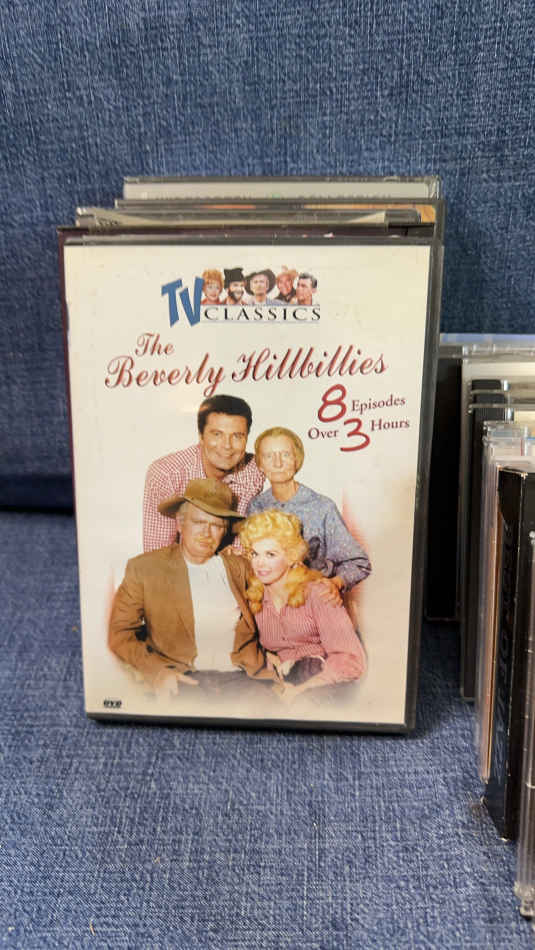 TV
CLASSICS
The
Beverly Hillbillies
8 Episodes
Over 3 Hours
DVD